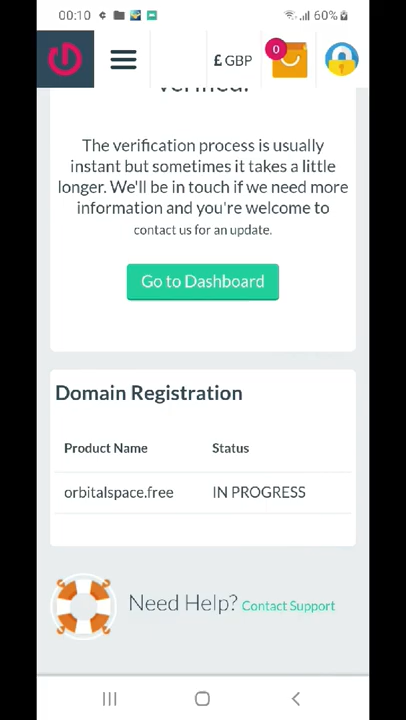 00:10
60%
£ GBP
0
verified.
The verification process is usually
instant but sometimes it takes a little
longer. We'll be in touch if we need more
information and you're welcome to
contact us for an update.
Go to Dashboard
Domain Registration
Product Name Status
orbitalspace.free IN PROGRESS
Need Help? Contact Support